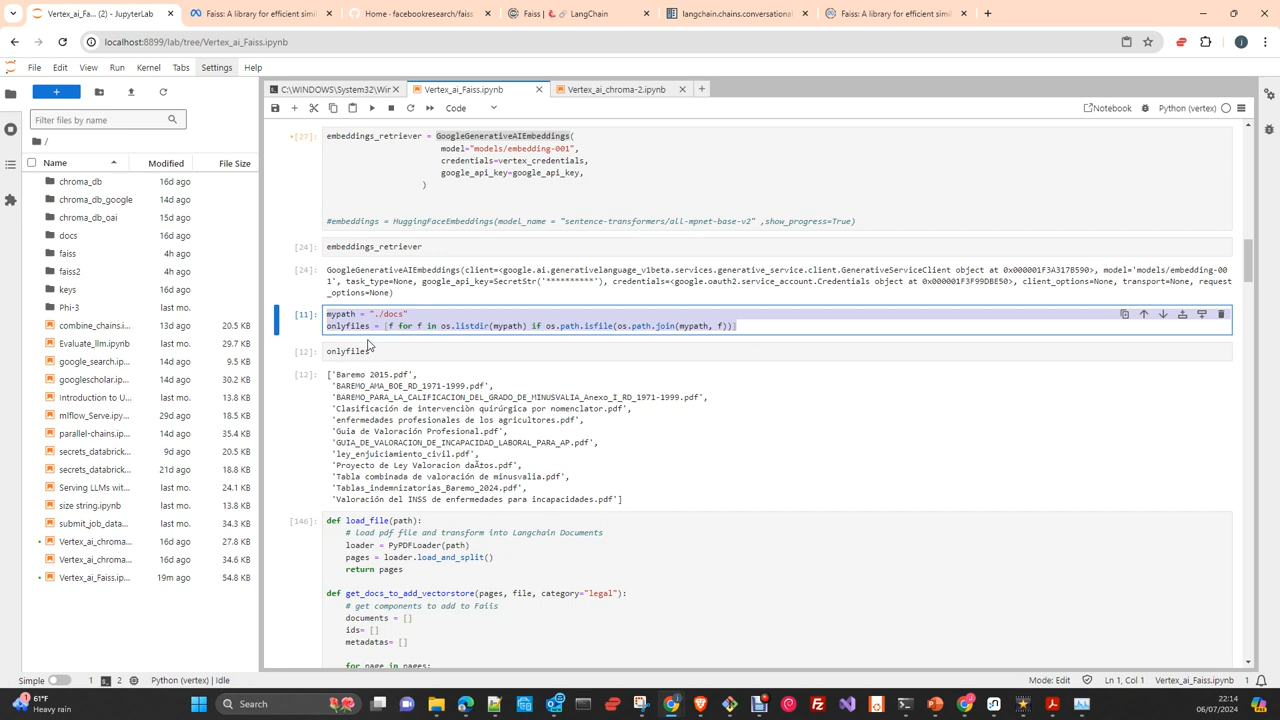 Vertex_ai_Fa... (2) - JupyterLab
Faiss: A library for efficient simil
Home · facebookresearch/faiss
Faiss | 🦜️🔗 LangChain
langchain.chains.conversational
Faiss: A library for efficient simil
localhost:8899/lab/tree/Vertex_ai_Faiss.ipynb
File Edit View Run Kernel Tabs Settings Help
C:\WINDOWS\System32\Wir
Vertex_ai_Faiss.ipynb
Vertex_ai_chroma-2.ipynb
Code
Notebook
Python (vertex)
Filter files by name
/
Name Modified File Size
chroma_db 16d ago
chroma_db_google 14d ago
chroma_db_oai 15d ago
docs 16d ago
faiss 4h ago
faiss2 4h ago
keys 16d ago
Phi-3 last mo.
combine_chains.i... 13d ago 20.5 KB
Evaluate_llm.ipynb last mo. 29.7 KB
google_search.ip... 14d ago 9.5 KB
googlescholar.ip... 14d ago 30.2 KB
Introduction to U... last mo. 13.8 KB
mlflow_Serve.ipy... 29d ago 18.5 KB
parallel-chains.ip... 14d ago 35.4 KB
secrets_databrick... 9d ago 20.5 KB
secrets_databrick... 21d ago 18.8 KB
Serving LLMs wit... last mo. 24.1 KB
size string.ipynb last mo. 13.8 KB
submit_job_data... last mo. 34.3 KB
Vertex_ai_chroma... 16d ago 27.8 KB
Vertex_ai_chroma... 16d ago 34.6 KB
Vertex_ai_Faiss.ip... 19m ago 54.8 KB
[27]: embeddings_retriever = GoogleGenerativeAIEmbeddings(
model="models/embedding-001",
credentials=vertex_credentials,
google_api_key=google_api_key,
)
#embeddings = HuggingFaceEmbeddings(model_name = "sentence-transformers/all-mpnet-base-v2" ,show_progress=True)
[24]: embeddings_retriever
[24]: GoogleGenerativeAIEmbeddings(client=<google.ai.generativelanguage_v1beta.services.generative_service.client.GenerativeServiceClient object at 0x000001F3A317B590>, model='models/embedding-00
1', task_type=None, google_api_key=SecretStr('**********'), credentials=<google.oauth2.service_account.Credentials object at 0x000001F3F99DBE50>, client_options=None, transport=None, request
_options=None)
[11]: mypath = "./docs"
onlyfiles = [f for f in os.listdir(mypath) if os.path.isfile(os.path.join(mypath, f))]
[12]: onlyfiles
[12]: ['Baremo 2015.pdf',
'BAREMO_AMA_BOE_RD_1971-1999.pdf',
'BAREMO_PARA_LA_CALIFICACION_DEL_GRADO_DE_MINUSVALIA_Anexo_I_RD_1971-1999.pdf',
'Clasificación de intervenciòn quirúrgica por nomenclator.pdf',
'enfermedades profesionales de los agricultores.pdf',
'Guia de Valoración Profesional.pdf',
'GUIA_DE_VALORACION_DE_INCAPACIDAD_LABORAL_PARA_AP.pdf',
'ley_enjuiciamiento_civil.pdf',
'Proyecto de Ley Valoracion daÑtos.pdf',
'Tabla combinada de valoración de minusvalia.pdf',
'Tablas_indemnizatorias_Baremo_2024.pdf',
'Valoración del INSS de enfermedades para incapacidades.pdf']
[146]: def load_file(path):
# load pdf file and transform into Langchain Documents
loader = PyPDFLoader(path)
pages = loader.load_and_split()
return pages
def get_docs_to_add_vectorstore(pages, file, category="legal"):
# get components to add to Faiis
documents = []
ids= []
metadatas= []
for page in pages:
Simple 1 2 Python (vertex) | Idle
Mode: Edit Ln 1, Col 1 Vertex_ai_Faiss.ipynb 1
61°F
Heavy rain
Search
22:14
06/07/2024